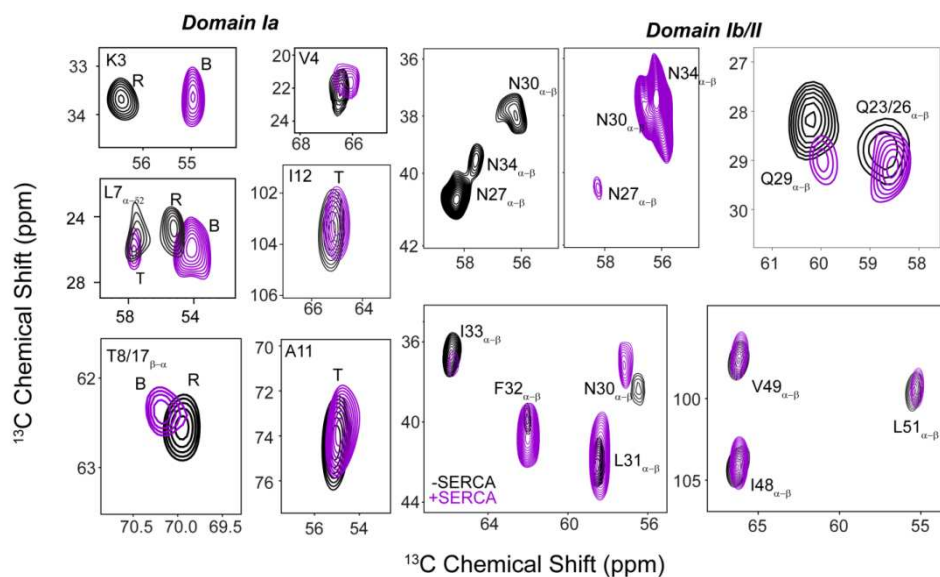 Domain Ia
Domain Ib/II
K3
R
B
33
34
56
55
V4
20
22
24
68
66
36
38
40
42
N30α-β
N34α-β
N27α-β
58
56
N34α-β
N30α-β
N27α-β
58
56
27
28
29
30
Q23/26α-β
Q29α-β
61
60
59
58
L7α-δ2
R
B
T
24
28
58
54
I12
T
102
104
106
66
64
T8/17β-α
B
R
62
63
70.5
70.0
69.5
A11
T
70
72
74
76
56
54
I33α-β
F32α-β
N30α-β
L31α-β
-SERCA
+SERCA
36
40
44
64
60
56
V49α-β
L51α-β
I48α-β
100
105
65
60
55
13C Chemical Shift (ppm)
13C Chemical Shift (ppm)